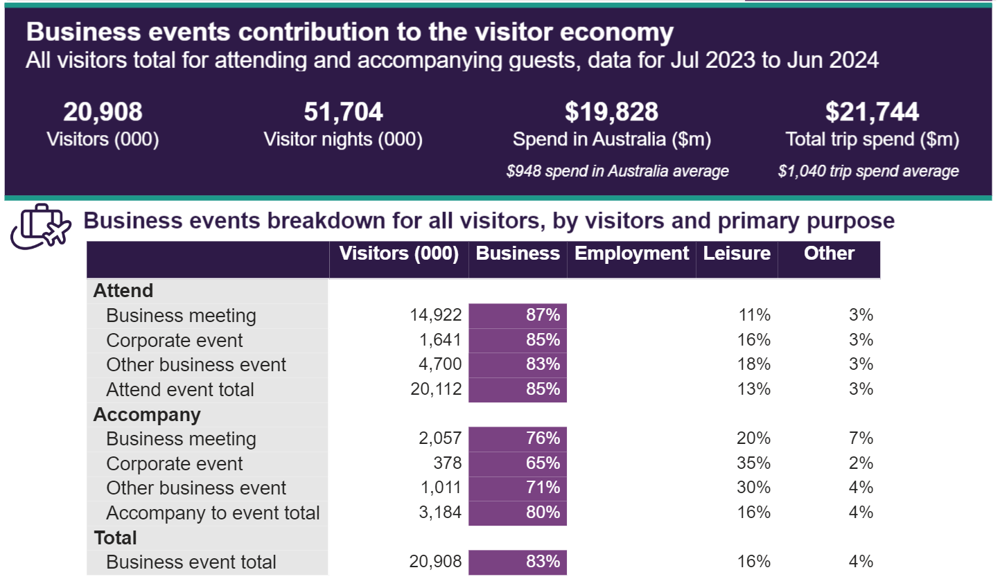 Business events contribution to the visitor economy
All visitors total for attending and accompanying guests, data for Jul 2023 to Jun 2024
20,908 51,704 $19,828 $21,744
Visitors (000) Visitor nights (000) Spend in Australia ($m) Total trip spend ($m)
$948 spend in Australia average $1,040 trip spend average
Business events breakdown for all visitors, by visitors and primary purpose
Visitors (000) Business Employment Leisure Other
Attend
Business meeting 14,922 87% 11% 3%
Corporate event 1,641 85% 16% 3%
Other business event 4,700 83% 18% 3%
Attend event total 20,112 85% 13% 3%
Accompany
Business meeting 2,057 76% 20% 7%
Corporate event 378 65% 35% 2%
Other business event 1,011 71% 30% 4%
Accompany to event total 3,184 80% 16% 4%
Total
Business event total 20,908 83% 16% 4%